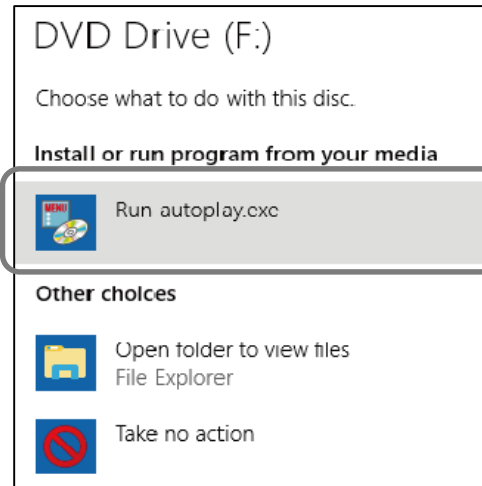 DVD Drive (F:)
Choose what to do with this disc.
Install or run program from your media
MENU
Run autoplay.exe
Other choices
Open folder to view files
File Explorer
Take no action